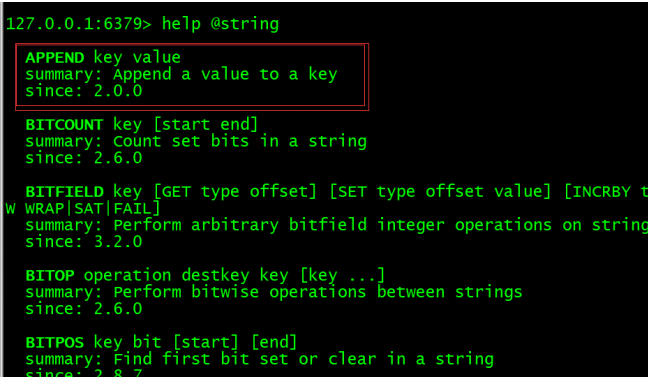 127.0.0.1:6379> help @string
APPEND key value
summary: Append a value to a key
since: 2.0.0
BITCOUNT key [start end]
summary: Count set bits in a string
since: 2.6.0
BITFIELD key [GET type offset] [SET type offset value] [INCRBY t
W WRAP|SAT|FAIL]
summary: Perform arbitrary bitfield integer operations on string
since: 3.2.0
BITOP operation destkey key [key ...]
summary: Perform bitwise operations between strings
since: 2.6.0
BITPOS key bit [start] [end]
summary: Find first bit set or clear in a string
since: 2.8.7